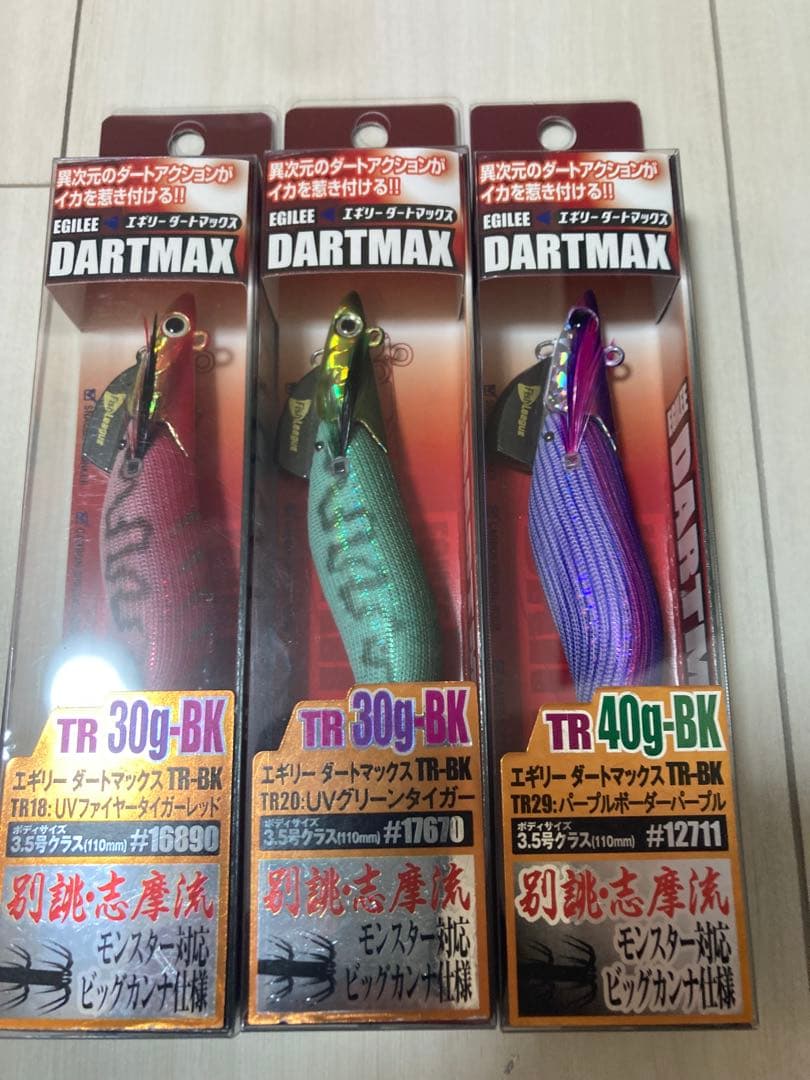 異次元のダートアクションが
イカを惹き付ける!!
EGILEE エギリーダートマックス
DARTMAX
FishLeague
TR 30g-BK
エギリー ダートマックス TR-BK
TR18:UVファイヤータイガーレッド
ボディサイズ
3.5号クラス(110mm) #16890
別誂・志摩流
モンスター対応
ビッグカンナ仕様
異次元のダートアクションが
イカを惹き付ける!!
EGILEE エギリーダートマックス
DARTMAX
FishLeague
TR 30g-BK
エギリー ダートマックス TR-BK
TR20:UVグリーンタイガー
ボディサイズ
3.5号クラス(110mm) #17670
別誂・志摩流
モンスター対応
ビッグカンナ仕様
異次元のダートアクションが
イカを惹き付ける!!
EGILEE エギリーダートマックス
DARTMAX
FishLeague
EGILEE
DARTM
TR 40g-BK
エギリー ダートマックス TR-BK
TR29:パープルボーダーパープル
ボディサイズ
3.5号クラス(110mm) #12711
別誂・志摩流
モンスター対応
ビッグカンナ仕様